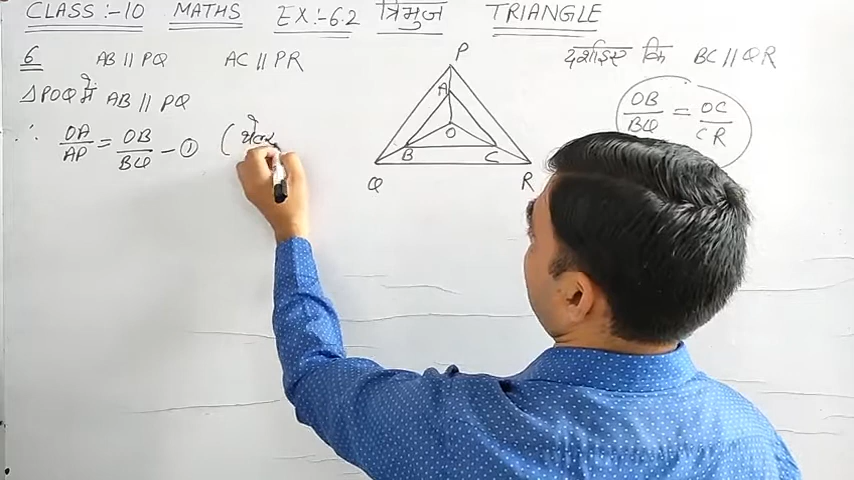 CLASS :- 10 MATHS EX :- 6.2 त्रिभुज TRIANGLE
6 AB || PQ AC || PR
दर्शाइए कि BC || QR
ΔPOQ में AB || PQ
∴ OA/AP = OB/BQ - ① (थेल्स
OB/BQ = OC/CR
P
A
O
B
C
Q
R